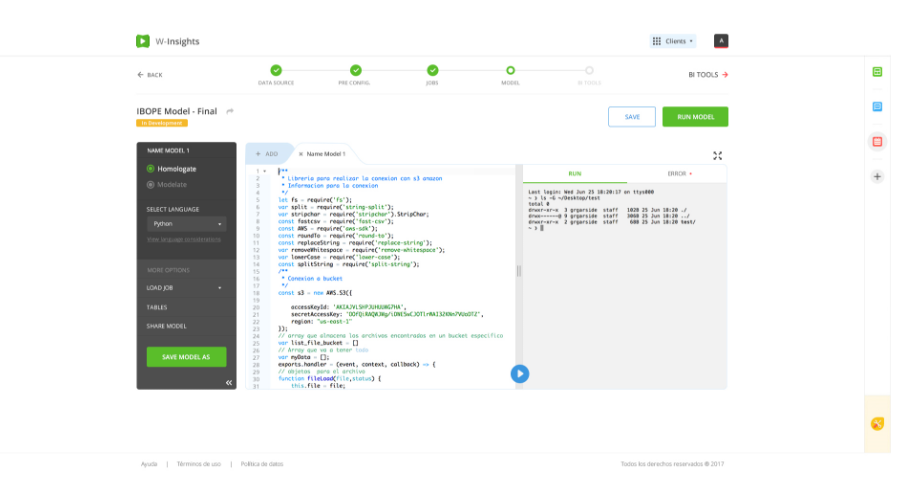 W-Insights
Clientes
A
BACK
DATA SOURCE
PRE CONFIG.
JOBS
MODEL
BI TOOLS
BI TOOLS
IBOPE Model - Final
In Development
SAVE
RUN MODEL
NAME MODEL 1
Homologate
Modelate
SELECT LANGUAGE
Python
MORE OPTIONS
LOAD JOB
TABLES
SHARE MODEL
SAVE MODEL AS
+ ADD
× Name Model 1
1 /**
2 * Libreria para realizar la conexion con s3 amazon
3 * Informacion para la conexion
4 */
5 let fs = require('fs');
6 var split = require('string-split');
7 var stripchar = require('stripchar').StripChar;
8 const fastcsv = require('fast-csv');
9 const AWS = require('aws-sdk');
10 const roundTo = require('round-to');
11 const replaceString = require('replace-string');
12 var removeWhitespace = require('remove-whitespace');
13 var lowerCase = require('lower-case');
14 const splitString = require('split-string');
15 /**
16 * Conexion a bucket
17 */
18 const s3 = new AWS.S3({
19
20 accessKeyId:
21 secretAccessKey:
22 region: "us-east-1"
23 });
24 // array que almacena los archivos encontrados en un bucket especifico
25 var list_file_bucket = []
26 // Array que va a tener todo
27 var myData = [];
28 exports.handler = (event, context, callback) => {
29 // objetos para el archivo
30 function fileLoad(file,status) {
31 this.file = file;
RUN
ERROR
Last login: Wed Jun 25 18:20:17 on ttys000
~ ❯ ls -G ~/Desktop/test
total 0
drwxr-xr-x 3 grgarside staff 102B 25 Jun 18:20 ./
drwx------@ 9 grgarside staff 306B 25 Jun 18:20 ../
drwxr-xr-x 2 grgarside staff 68B 25 Jun 18:20 test/
~ ❯
Ayuda | Términos de uso | Política de datos
Todos los derechos reservados © 2017